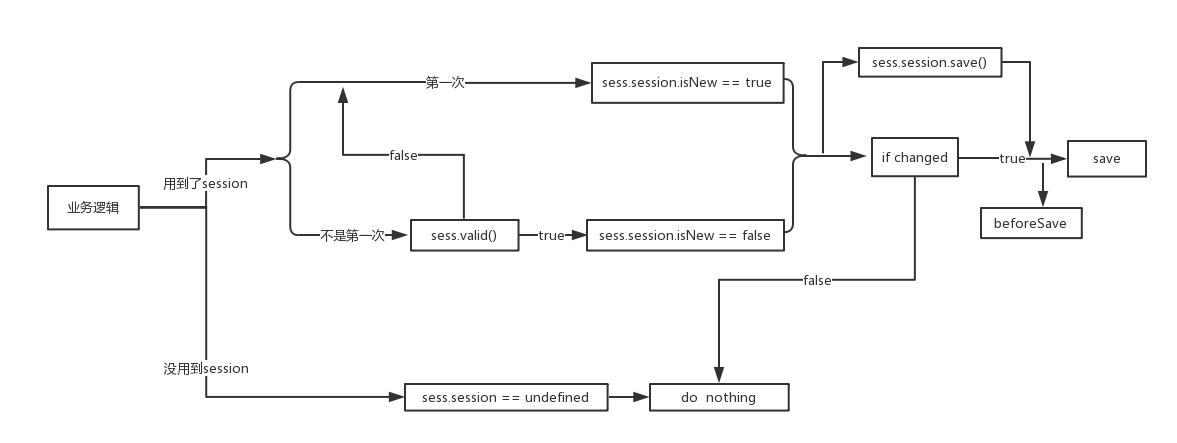 业务逻辑
用到了session
没用到session
第一次
sess.session.isNew == true
false
不是第一次
sess.valid()
true
sess.session.isNew == false
sess.session.save()
if changed
true
save
beforeSave
false
sess.session == undefined
do nothing